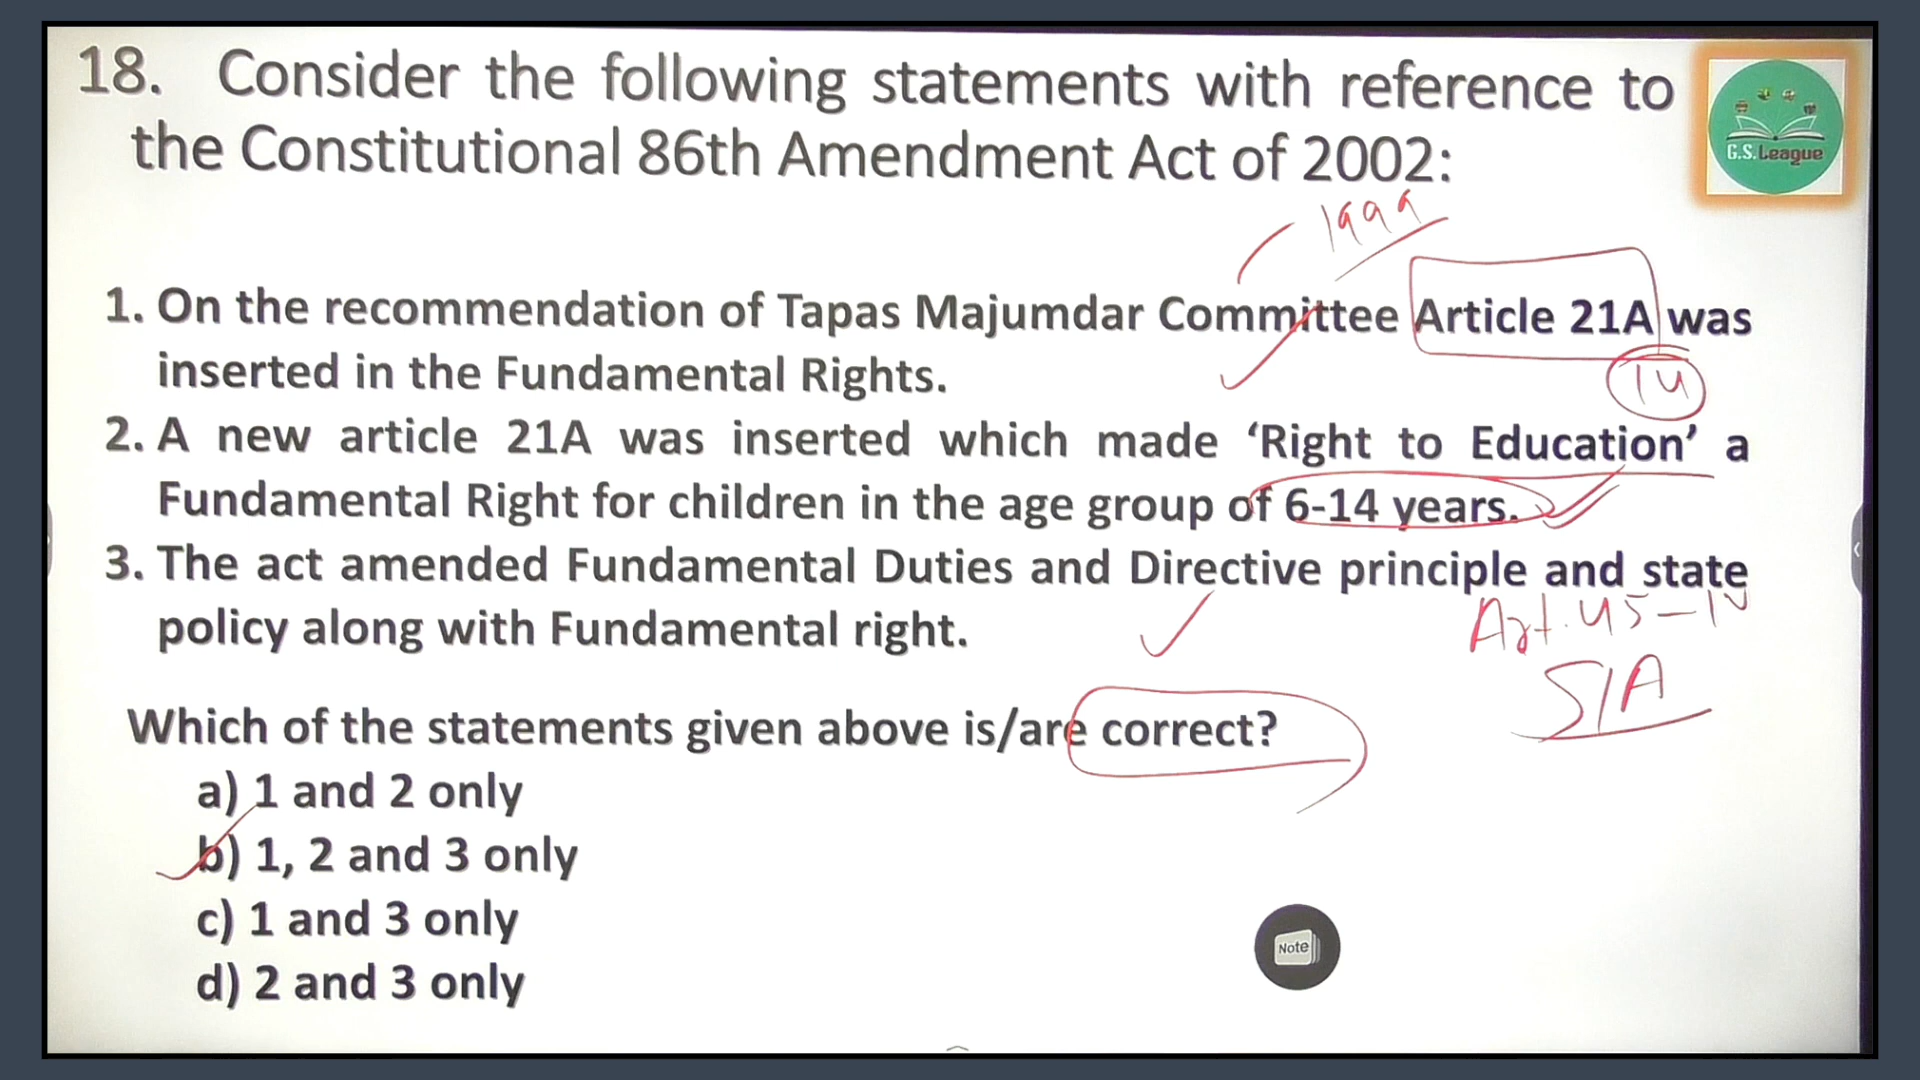 18. Consider the following statements with reference to
the Constitutional 86th Amendment Act of 2002:
G.S.League
1999
1. On the recommendation of Tapas Majumdar Committee Article 21A was
inserted in the Fundamental Rights.
14
2. A new article 21A was inserted which made ‘Right to Education’ a
Fundamental Right for children in the age group of 6-14 years.
3. The act amended Fundamental Duties and Directive principle and state
policy along with Fundamental right.
Art. 45-IV
51A
Which of the statements given above is/are correct?
a) 1 and 2 only
b) 1, 2 and 3 only
c) 1 and 3 only
d) 2 and 3 only
Note